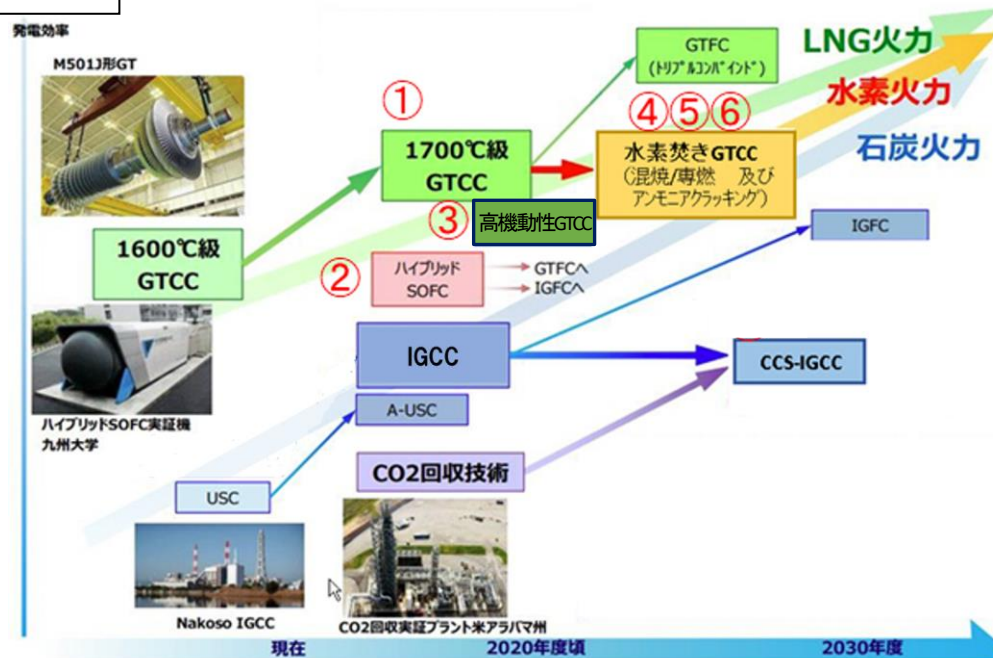 発電効率
M501J形GT
GTFC
(トリプルコンバインド)
LNG火力
水素火力
石炭火力
①
1700℃級
GTCC
④⑤⑥
水素焚きGTCC
(混焼/専燃 及び
アンモニアクラッキング)
③
高機動性GTCC
IGFC
1600℃級
GTCC
②
ハイブリッド
SOFC
GTFCへ
IGFCへ
IGCC
CCS-IGCC
A-USC
ハイブリッドSOFC実証機
九州大学
CO2回収技術
USC
Nakoso IGCC
CO2回収実証プラント米アラバマ州
現在
2020年度頃
2030年度